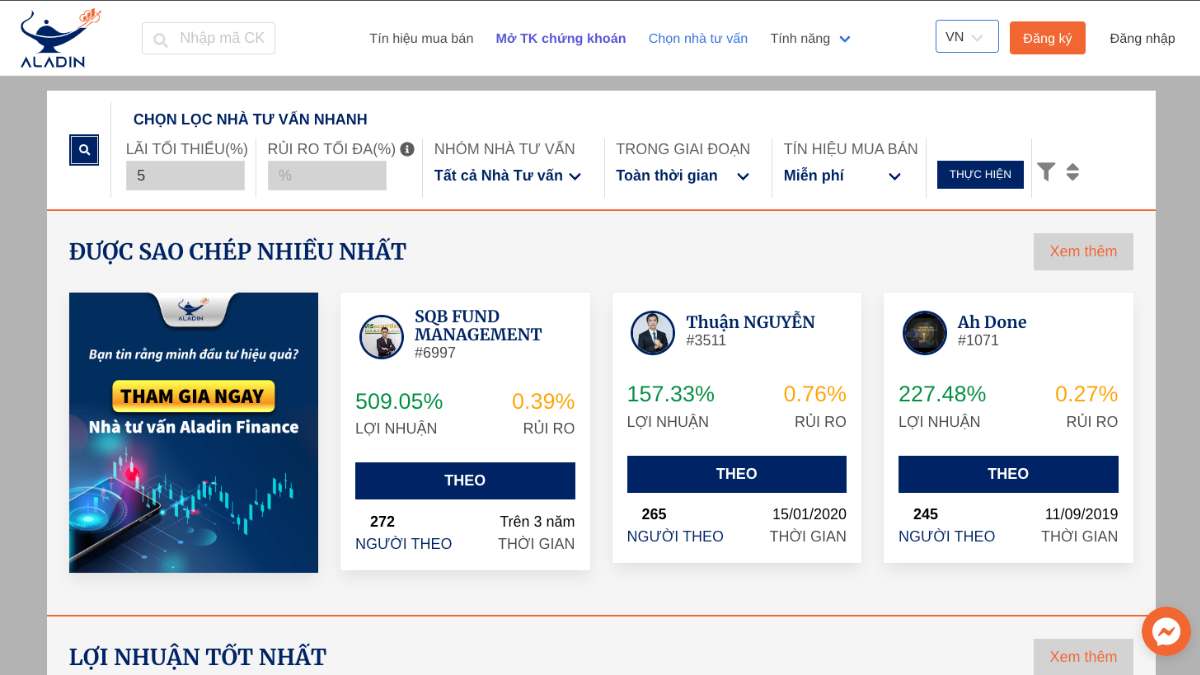 ALADIN
Nhập mã CK
Tín hiệu mua bán
Mở TK chứng khoán
Chọn nhà tư vấn
Tính năng
VN
Đăng ký
Đăng nhập
CHỌN LỌC NHÀ TƯ VẤN NHANH
LÃI TỐI THIỂU(%)
5
RỦI RO TỐI ĐA(%)
%
NHÓM NHÀ TƯ VẤN
Tất cả Nhà Tư vấn
TRONG GIAI ĐOẠN
Toàn thời gian
TÍN HIỆU MUA BÁN
Miễn phí
THỰC HIỆN
ĐƯỢC SAO CHÉP NHIỀU NHẤT
Xem thêm
ALADIN
Bạn tin rằng mình đầu tư hiệu quả?
THAM GIA NGAY
Nhà tư vấn Aladin Finance
SQB FUND
MANAGEMENT
#6997
509.05%
0.39%
LỢI NHUẬN
RỦI RO
THEO
272
Trên 3 năm
NGƯỜI THEO
THỜI GIAN
Thuận NGUYỄN
#3511
157.33%
0.76%
LỢI NHUẬN
RỦI RO
THEO
265
15/01/2020
NGƯỜI THEO
THỜI GIAN
Ah Done
#1071
227.48%
0.27%
LỢI NHUẬN
RỦI RO
THEO
245
11/09/2019
NGƯỜI THEO
THỜI GIAN
LỢI NHUẬN TỐT NHẤT
Xem thêm